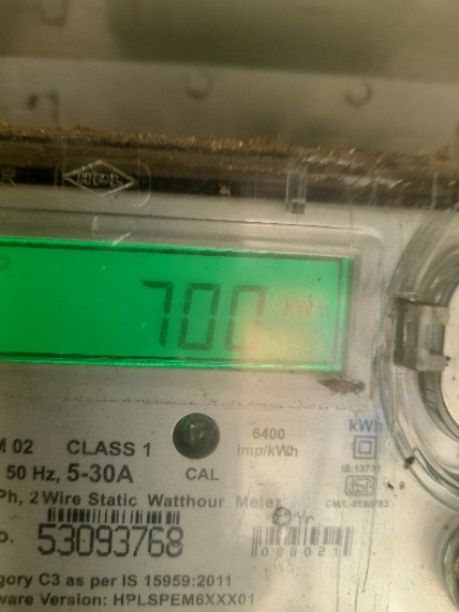 700 kWh
M 02 CLASS 1 6400 kWh
50 Hz, 5-30A CAL imp/kWh
Ph, 2 Wire Static Watthour Meter
o. 53093768
gory C3 as per IS 15959:2011
ware Version: HPLSPEM6XXX01